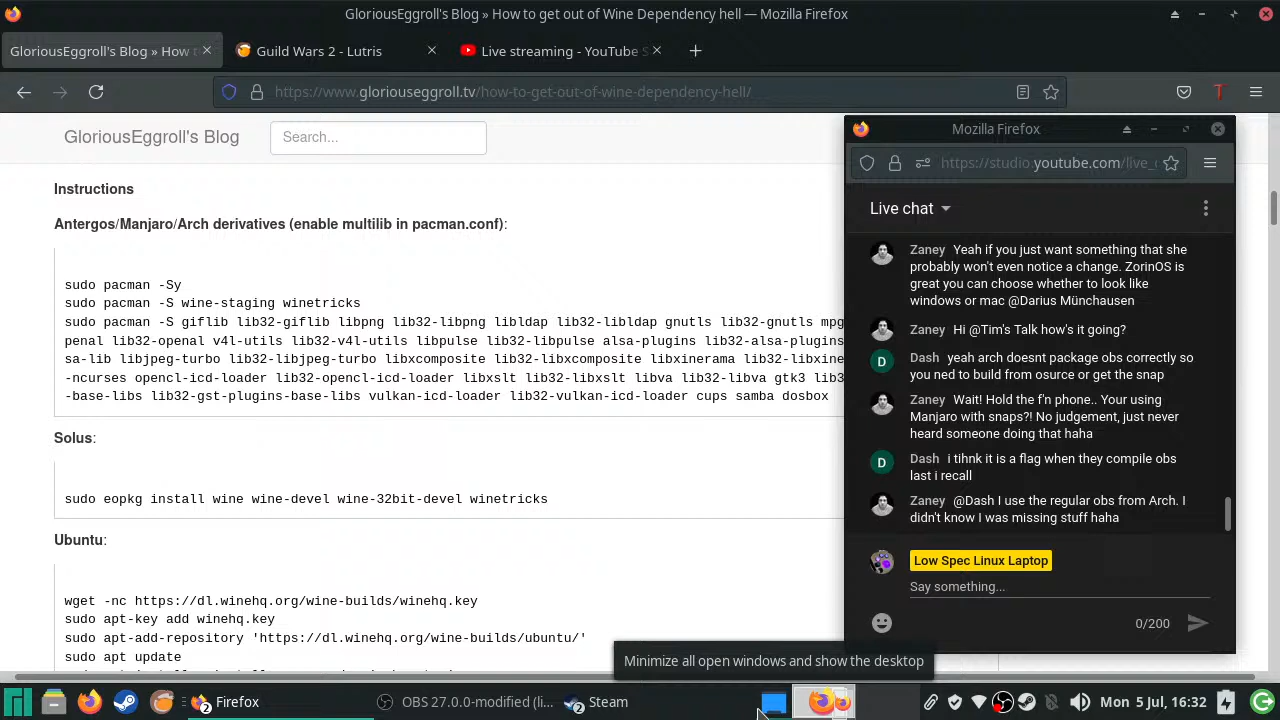 GloriousEggroll's Blog » How to get out of Wine Dependency hell — Mozilla Firefox
GloriousEggroll's Blog » How
Guild Wars 2 - Lutris
Live streaming - YouTube S
https://www.gloriouseggroll.tv/how-to-get-out-of-wine-dependency-hell/
GloriousEggroll's Blog
Search...
Instructions
Antergos/Manjaro/Arch derivatives (enable multilib in pacman.conf):
sudo pacman -Sy
sudo pacman -S wine-staging winetricks
sudo pacman -S giflib lib32-giflib libpng lib32-libpng libldap lib32-libldap gnutls lib32-gnutls mpg
penal lib32-openal v4l-utils lib32-v4l-utils libpulse lib32-libpulse alsa-plugins lib32-alsa-plugins
sa-lib libjpeg-turbo lib32-libjpeg-turbo libxcomposite lib32-libxcomposite libxinerama lib32-libxine
-ncurses opencl-icd-loader lib32-opencl-icd-loader libxslt lib32-libxslt libva lib32-libva gtk3 lib3
-base-libs lib32-gst-plugins-base-libs vulkan-icd-loader lib32-vulkan-icd-loader cups samba dosbox
Solus:
sudo eopkg install wine wine-devel wine-32bit-devel winetricks
Ubuntu:
wget -nc https://dl.winehq.org/wine-builds/winehq.key
sudo apt-key add winehq.key
sudo apt-add-repository 'https://dl.winehq.org/wine-builds/ubuntu/'
sudo apt update
Mozilla Firefox
https://studio.youtube.com/live_
Live chat
Zaney Yeah if you just want something that she
probably won't even notice a change. ZorinOS is
great you can choose whether to look like
windows or mac @Darius Münchausen
Zaney Hi @Tim's Talk how's it going?
D Dash yeah arch doesnt package obs correctly so
you ned to build from osurce or get the snap
Zaney Wait! Hold the f'n phone.. Your using
Manjaro with snaps?! No judgement, just never
heard someone doing that haha
D Dash i tihnk it is a flag when they compile obs
last i recall
Zaney @Dash I use the regular obs from Arch. I
didn't know I was missing stuff haha
Low Spec Linux Laptop
Say something...
0/200
Minimize all open windows and show the desktop
2 Firefox
OBS 27.0.0-modified (li...
2 Steam
Mon 5 Jul, 16:32